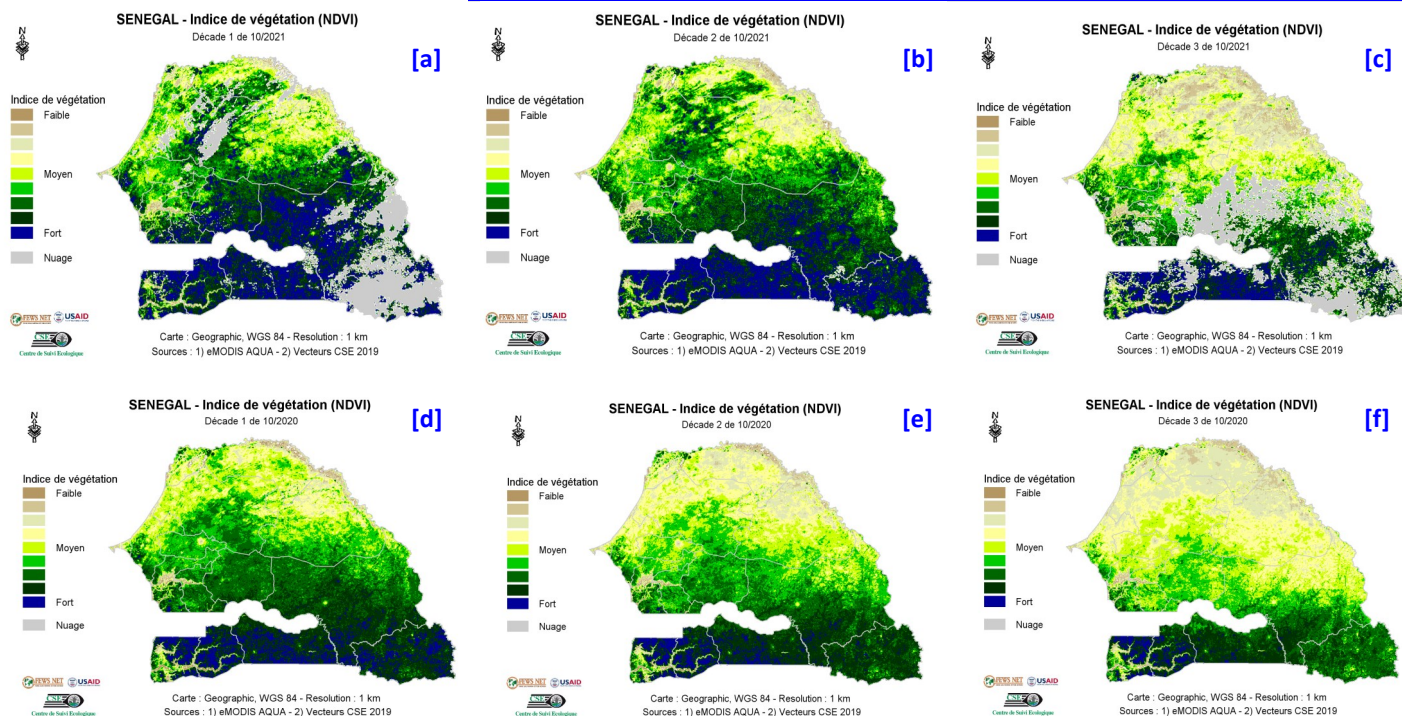 SENEGAL - Indice de végétation (NDVI)
Décade 1 de 10/2021
[a]
N
Indice de végétation
Faible
Moyen
Fort
Nuage
FEWS NET
USAID
CSE
Centre de Suivi Ecologique
Carte : Geographic, WGS 84 - Resolution : 1 km
Sources : 1) eMODIS AQUA - 2) Vecteurs CSE 2019
SENEGAL - Indice de végétation (NDVI)
Décade 2 de 10/2021
[b]
N
Indice de végétation
Faible
Moyen
Fort
Nuage
FEWS NET
USAID
CSE
Centre de Suivi Ecologique
Carte : Geographic, WGS 84 - Resolution : 1 km
Sources : 1) eMODIS AQUA - 2) Vecteurs CSE 2019
SENEGAL - Indice de végétation (NDVI)
Décade 3 de 10/2021
[c]
N
Indice de végétation
Faible
Moyen
Fort
Nuage
FEWS NET
USAID
CSE
Centre de Suivi Ecologique
Carte : Geographic, WGS 84 - Resolution : 1 km
Sources : 1) eMODIS AQUA - 2) Vecteurs CSE 2019
SENEGAL - Indice de végétation (NDVI)
Décade 1 de 10/2020
[d]
N
Indice de végétation
Faible
Moyen
Fort
Nuage
FEWS NET
USAID
CSE
Centre de Suivi Ecologique
Carte : Geographic, WGS 84 - Resolution : 1 km
Sources : 1) eMODIS AQUA - 2) Vecteurs CSE 2019
SENEGAL - Indice de végétation (NDVI)
Décade 2 de 10/2020
[e]
N
Indice de végétation
Faible
Moyen
Fort
Nuage
FEWS NET
USAID
CSE
Centre de Suivi Ecologique
Carte : Geographic, WGS 84 - Resolution : 1 km
Sources : 1) eMODIS AQUA - 2) Vecteurs CSE 2019
SENEGAL - Indice de végétation (NDVI)
Décade 3 de 10/2020
[f]
N
Indice de végétation
Faible
Moyen
Fort
Nuage
FEWS NET
USAID
CSE
Centre de Suivi Ecologique
Carte : Geographic, WGS 84 - Resolution : 1 km
Sources : 1) eMODIS AQUA - 2) Vecteurs CSE 2019